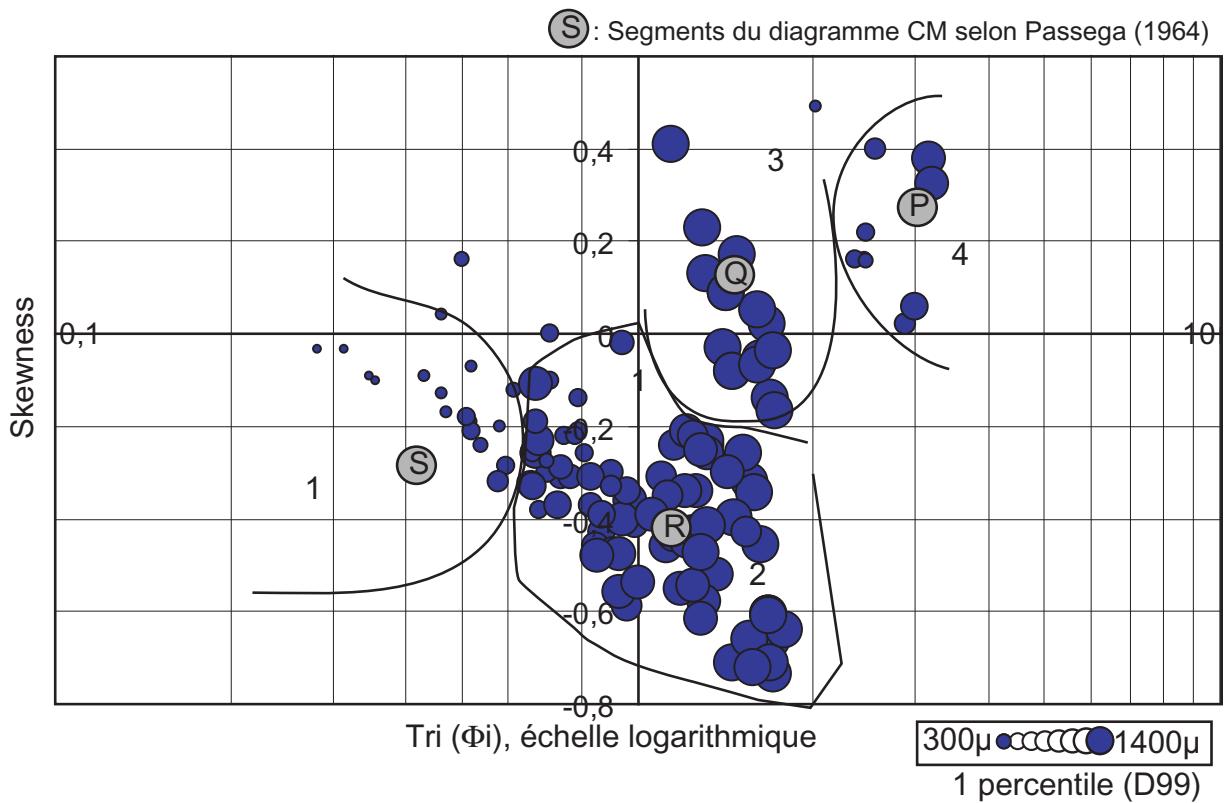 S : Segments du diagramme CM selon Passega (1964)
3
0,4
P
0,2
4
Q
0,1
0
10
1
-0,2
S
1
-0,4
R
2
-0,6
-0,8
Skewness
Tri (Φi), échelle logarithmique
300µ 1400µ
1 percentile (D99)